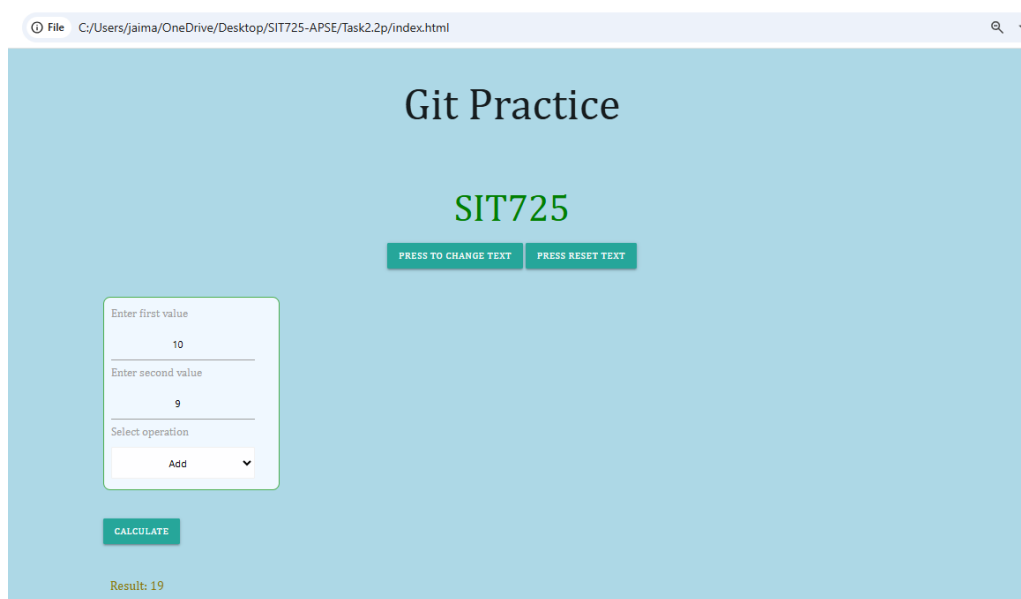 File C:/Users/jaima/OneDrive/Desktop/SIT725-APSE/Task2.2p/index.html
Git Practice
SIT725
PRESS TO CHANGE TEXT PRESS RESET TEXT
Enter first value
10
Enter second value
9
Select operation
Add
CALCULATE
Result: 19